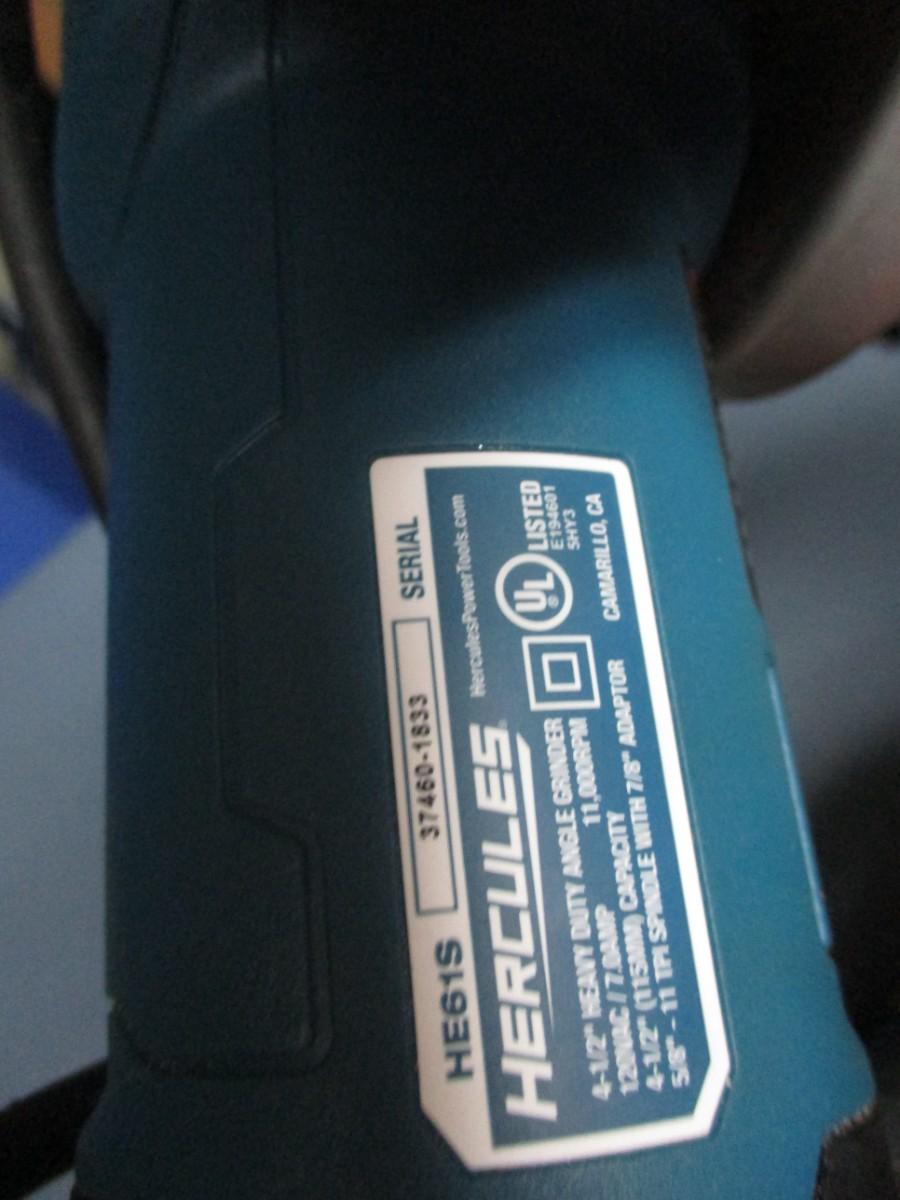 HE61S 37460-1833 SERIAL
HERCULES® HerculesPowerTools.com
4-1/2" HEAVY DUTY ANGLE GRINDER
120VAC // 7.0AMP 11,000RPM
4-1/2" (115MM) CAPACITY
5/8" - 11 TPI SPINDLE WITH 7/8" ADAPTOR
UL® LISTED
E194601
5HY3
CAMARILLO, CA